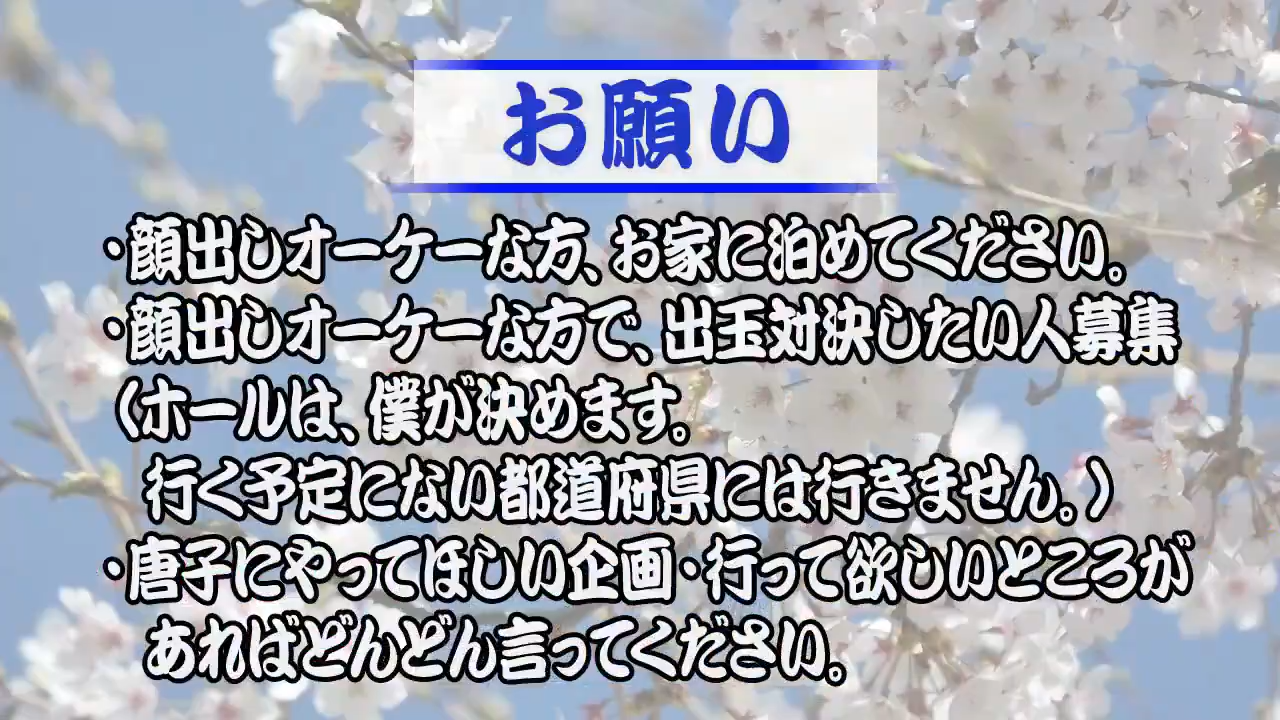 お願い
・顔出しオーケーな方、お家に泊めてください。
・顔出しオーケーな方で、出玉対決したい人募集
（ホールは、僕が決めます。
行く予定にない都道府県には行きません。）
・唐子にやってほしい企画・行って欲しいところが
あればどんどん言ってください。